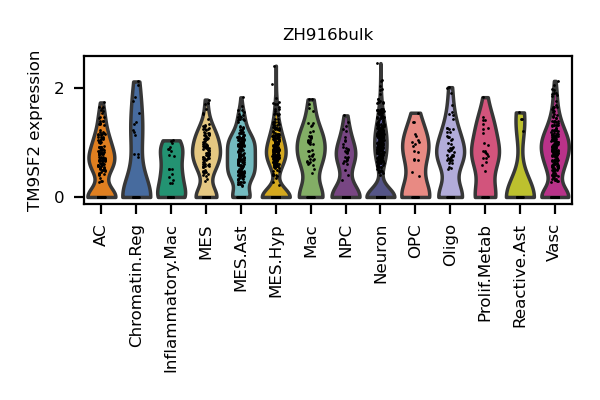 ZH916bulk
TM9SF2 expression
2
0
AC
Chromatin.Reg
Inflammatory.Mac
MES
MES.Ast
MES.Hyp
Mac
NPC
Neuron
OPC
Oligo
Prolif.Metab
Reactive.Ast
Vasc